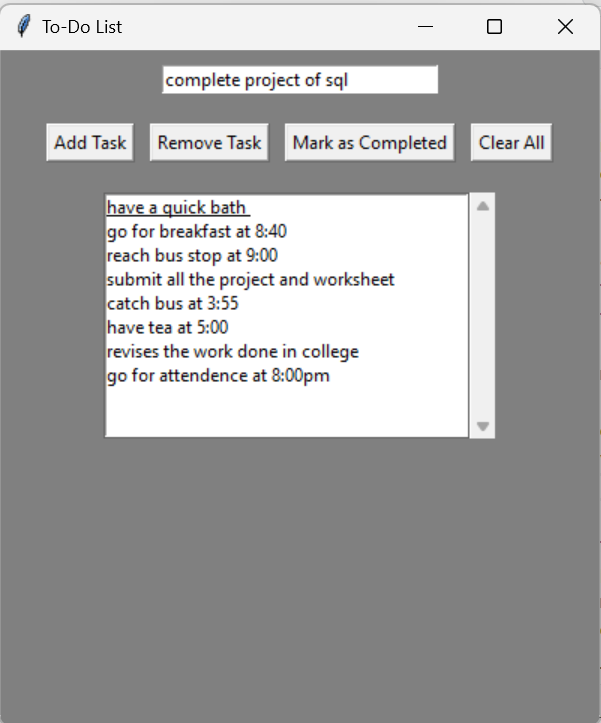 To-Do List
complete project of sql
Add Task Remove Task Mark as Completed Clear All
have a quick bath
go for breakfast at 8:40
reach bus stop at 9:00
submit all the project and worksheet
catch bus at 3:55
have tea at 5:00
revises the work done in college
go for attendence at 8:00pm